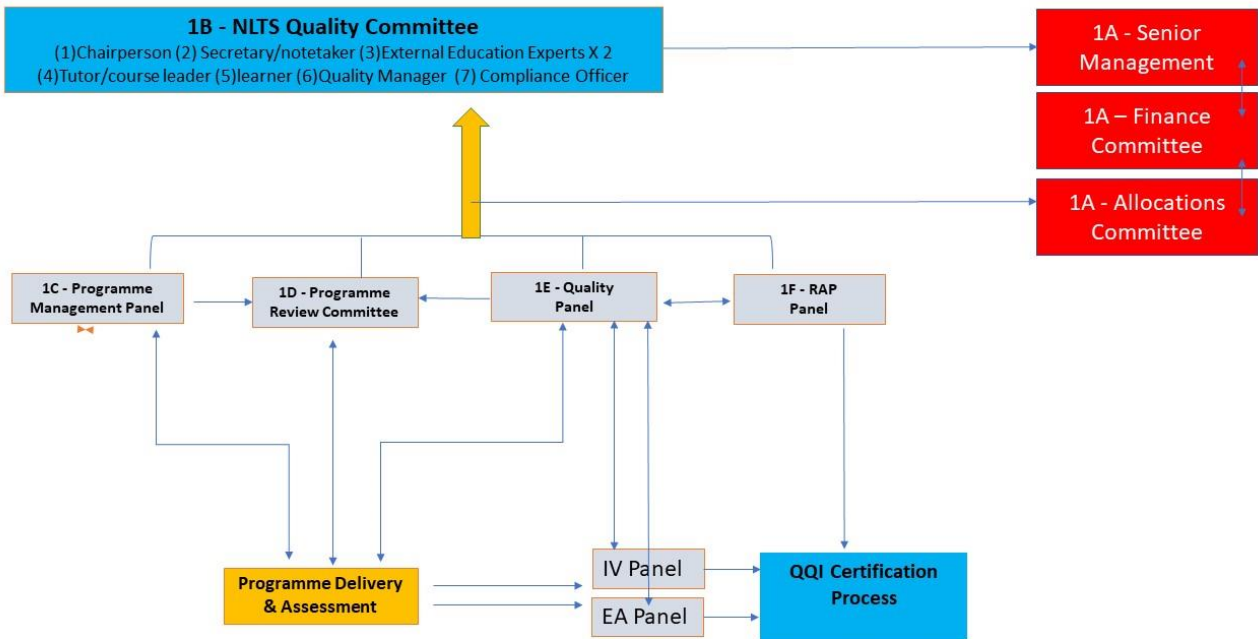 1B - NLTS Quality Committee
(1)Chairperson (2) Secretary/notetaker (3)External Education Experts X 2
(4)Tutor/course leader (5)learner (6)Quality Manager (7) Compliance Officer
1A - Senior
Management
1A – Finance
Committee
1A - Allocations
Committee
1C - Programme
Management Panel
1D - Programme
Review Committee
1E - Quality
Panel
1F - RAP
Panel
Programme Delivery
& Assessment
IV Panel
EA Panel
QQI Certification
Process